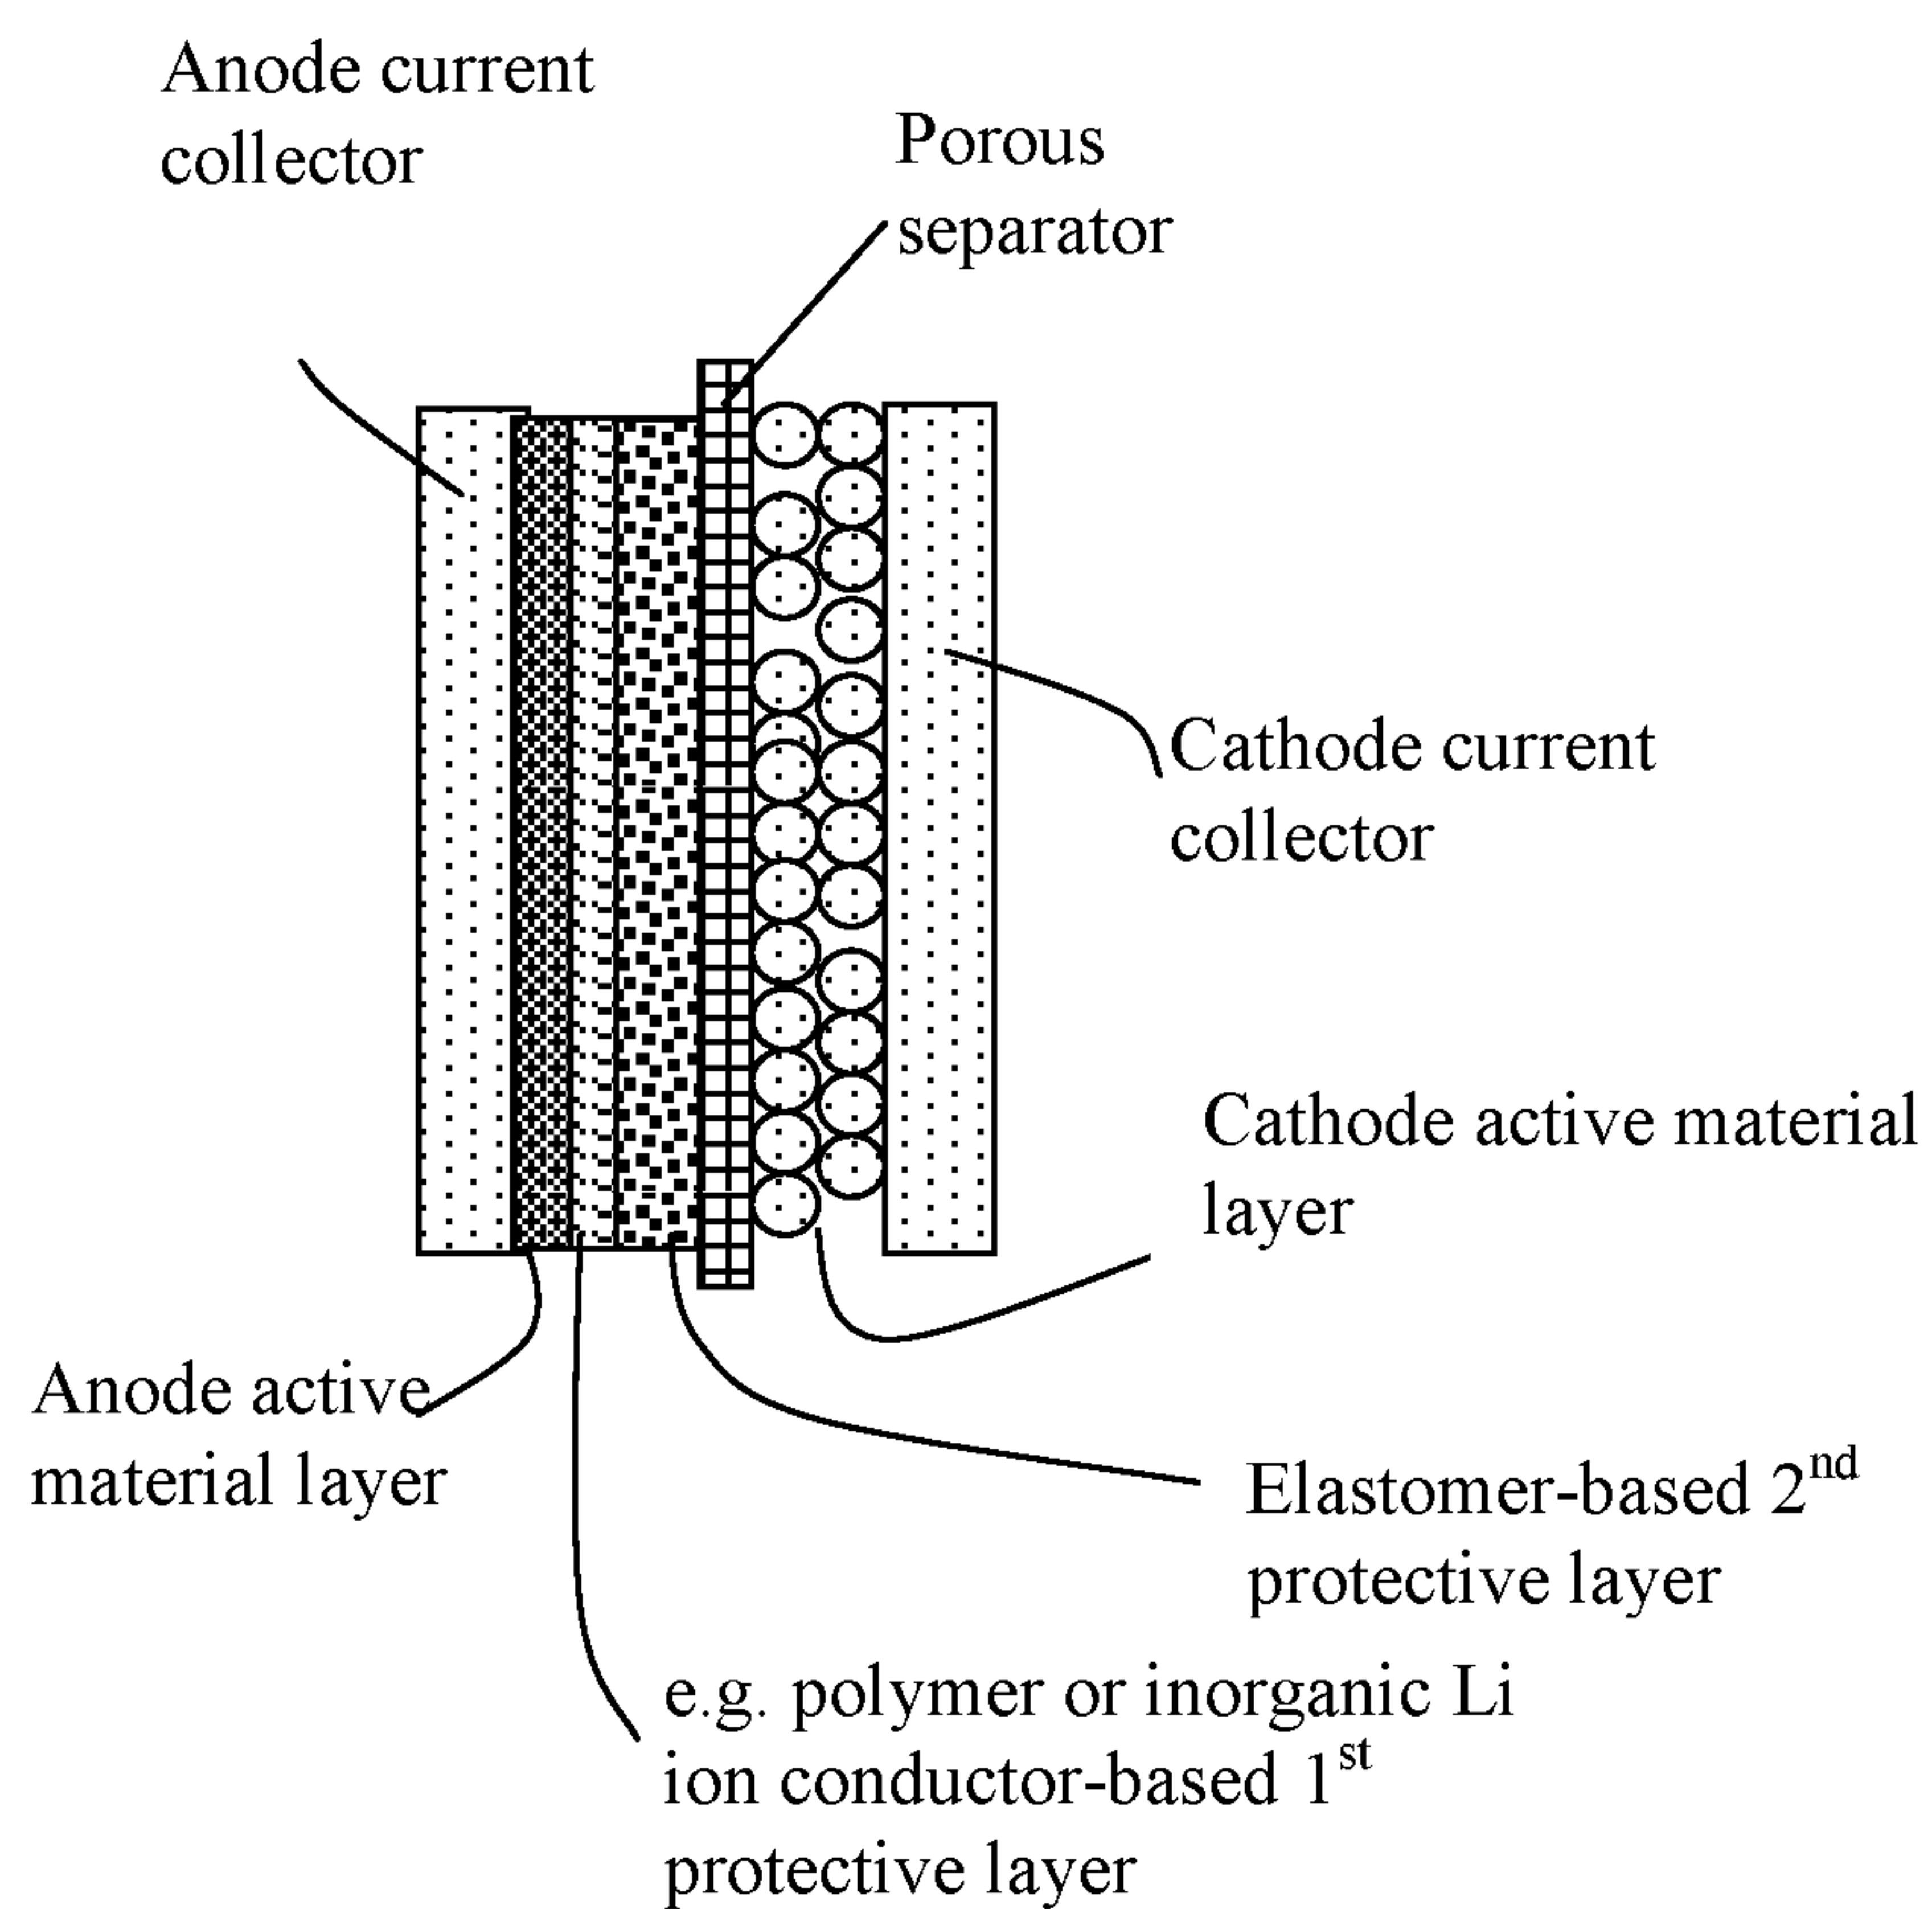 Anode current
collector
Porous
separator
Cathode current
collector
Cathode active material
layer
Anode active
material layer
Elastomer-based 2nd
protective layer
e.g. polymer or inorganic Li
ion conductor-based 1st
protective layer